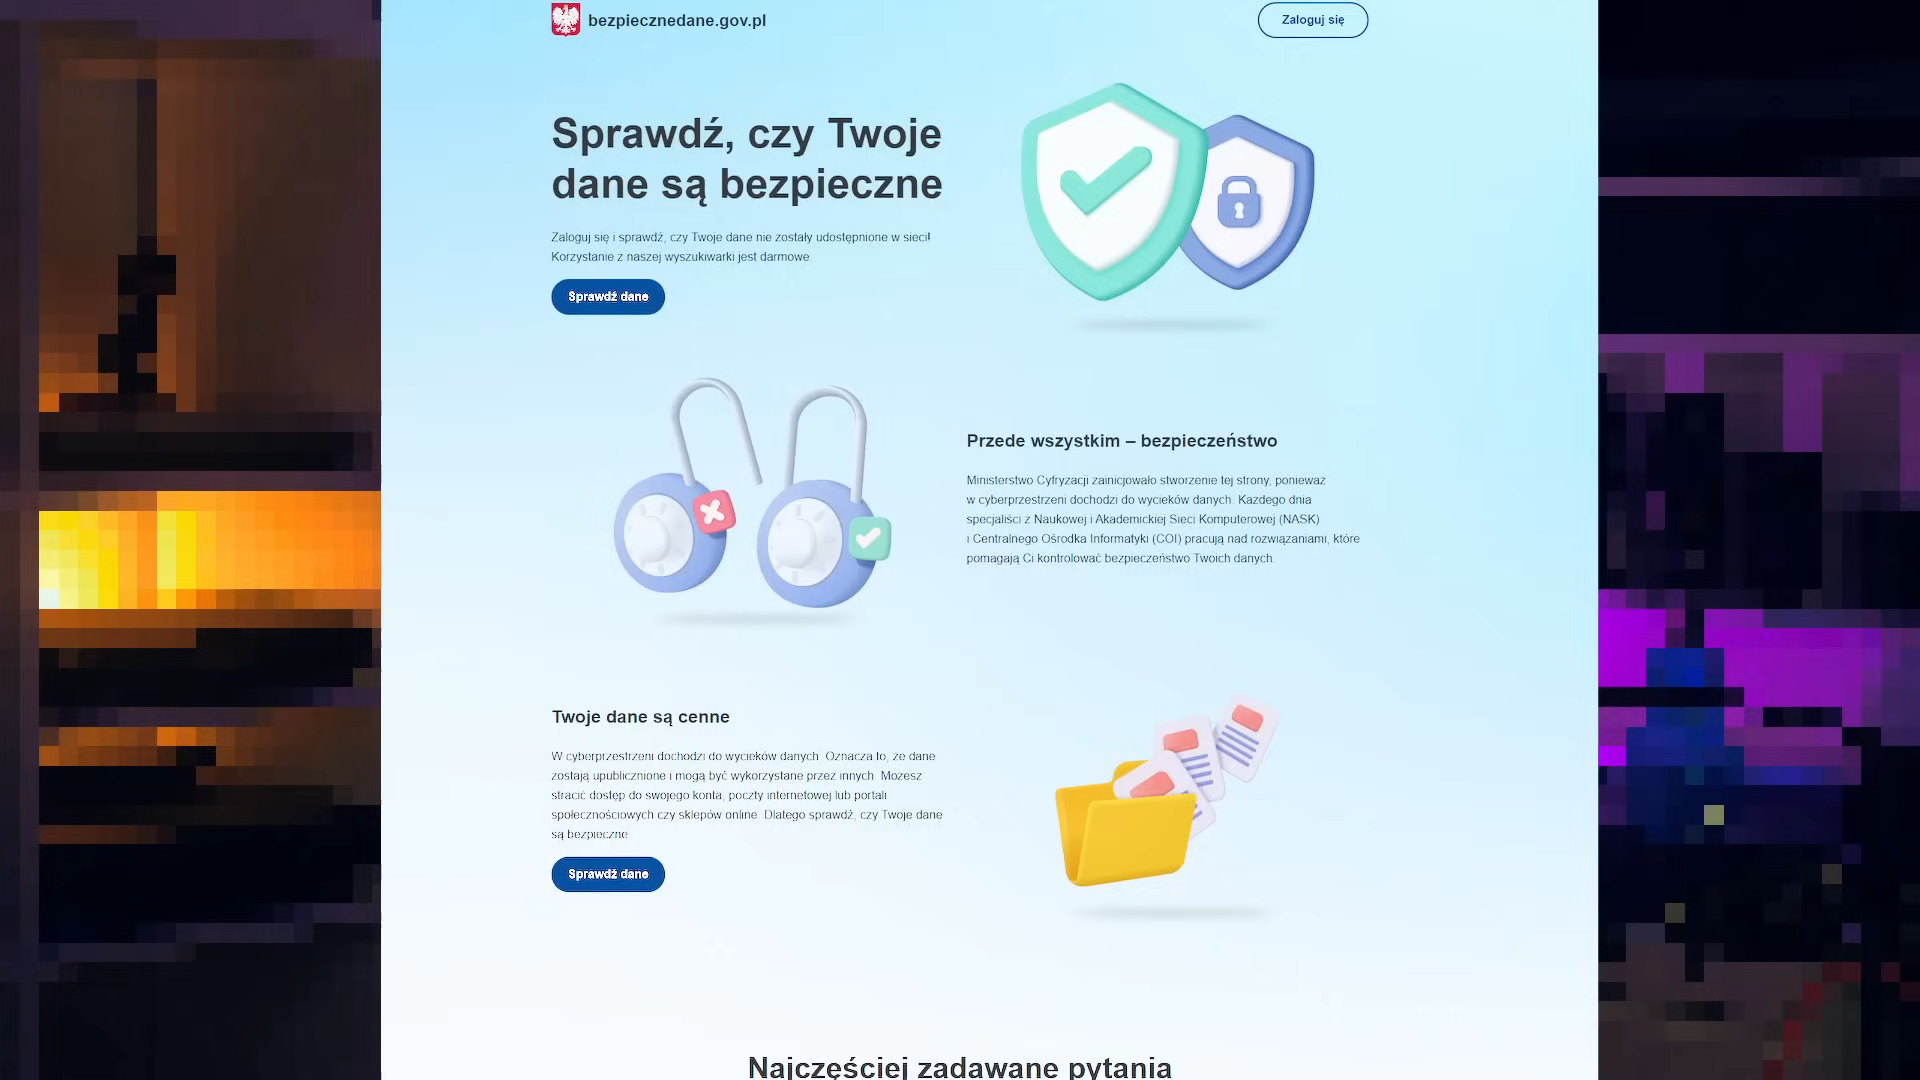 bezpiecznedane.gov.pl
Zaloguj się
Sprawdź, czy Twoje
dane są bezpieczne
Zaloguj się i sprawdź, czy Twoje dane nie zostały udostępnione w sieci!
Korzystanie z naszej wyszukiwarki jest darmowe.
Sprawdź dane
Przede wszystkim – bezpieczeństwo
Ministerstwo Cyfryzacji zainicjowało stworzenie tej strony, ponieważ
w cyberprzestrzeni dochodzi do wycieków danych. Każdego dnia
specjaliści z Naukowej i Akademickiej Sieci Komputerowej (NASK)
i Centralnego Ośrodka Informatyki (COI) pracują nad rozwiązaniami, które
pomagają Ci kontrolować bezpieczeństwo Twoich danych.
Twoje dane są cenne
W cyberprzestrzeni dochodzi do wycieków danych. Oznacza to, że dane
zostają upublicznione i mogą być wykorzystane przez innych. Możesz
stracić dostęp do swojego konta, poczty internetowej lub portali
społecznościowych czy sklepów online. Dlatego sprawdź, czy Twoje dane
są bezpieczne.
Sprawdź dane
Najczęściej zadawane pytania